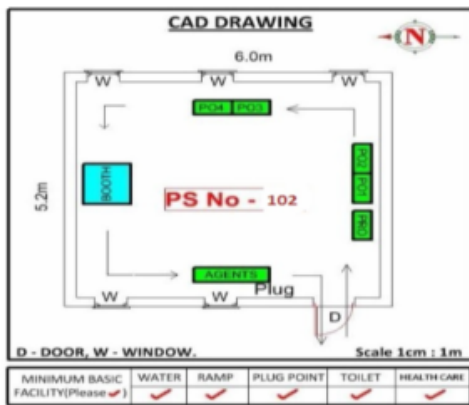 CAD DRAWING
N
6.0m
W W W
PO4 PO3
5.2m
BOOTH
PS No - 102
PO2 PO1
PRO
AGENTS
Plug
W W
D
D - DOOR, W - WINDOW. Scale 1cm : 1m
MINIMUM BASIC FACILITY(Please ✓) WATER RAMP PLUG POINT TOILET HEALTH CARE
✓ ✓ ✓ ✓ ✓